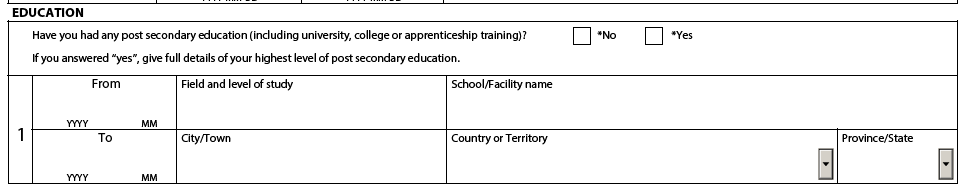 EDUCATION
Have you had any post secondary education (including university, college or apprenticeship training)? *No *Yes
If you answered “yes”, give full details of your highest level of post secondary education.
From Field and level of study School/Facility name
YYYY MM
1
To City/Town Country or Territory Province/State
YYYY MM